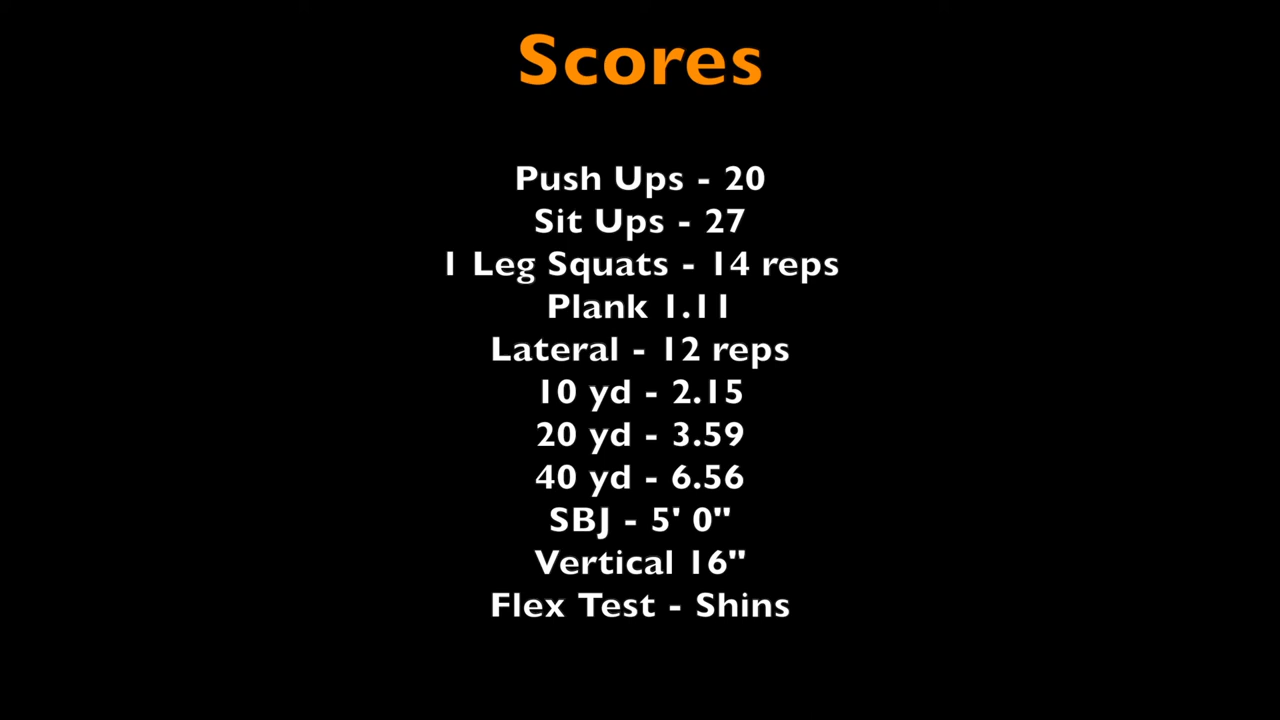 Scores
Push Ups - 20
Sit Ups - 27
1 Leg Squats - 14 reps
Plank 1.11
Lateral - 12 reps
10 yd - 2.15
20 yd - 3.59
40 yd - 6.56
SBJ - 5' 0"
Vertical 16"
Flex Test - Shins